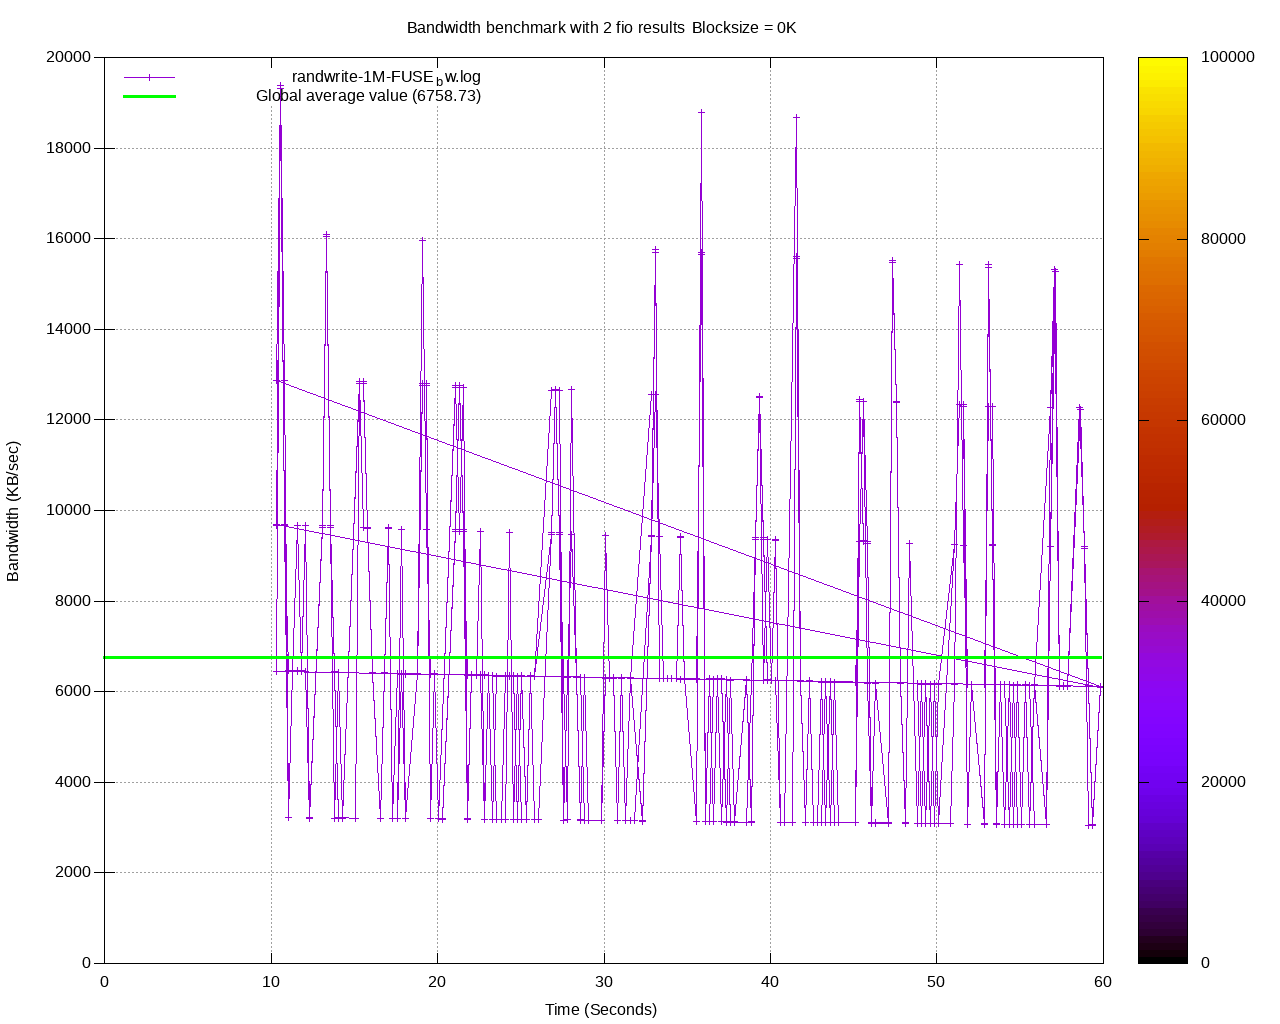 Bandwidth benchmark with 2 fio results Blocksize = 0K
randwrite-1M-FUSEbw.log
Global average value (6758.73)
Bandwidth (KB/sec)
20000
18000
16000
14000
12000
10000
8000
6000
4000
2000
0
0 10 20 30 40 50 60
Time (Seconds)
100000
80000
60000
40000
20000
0